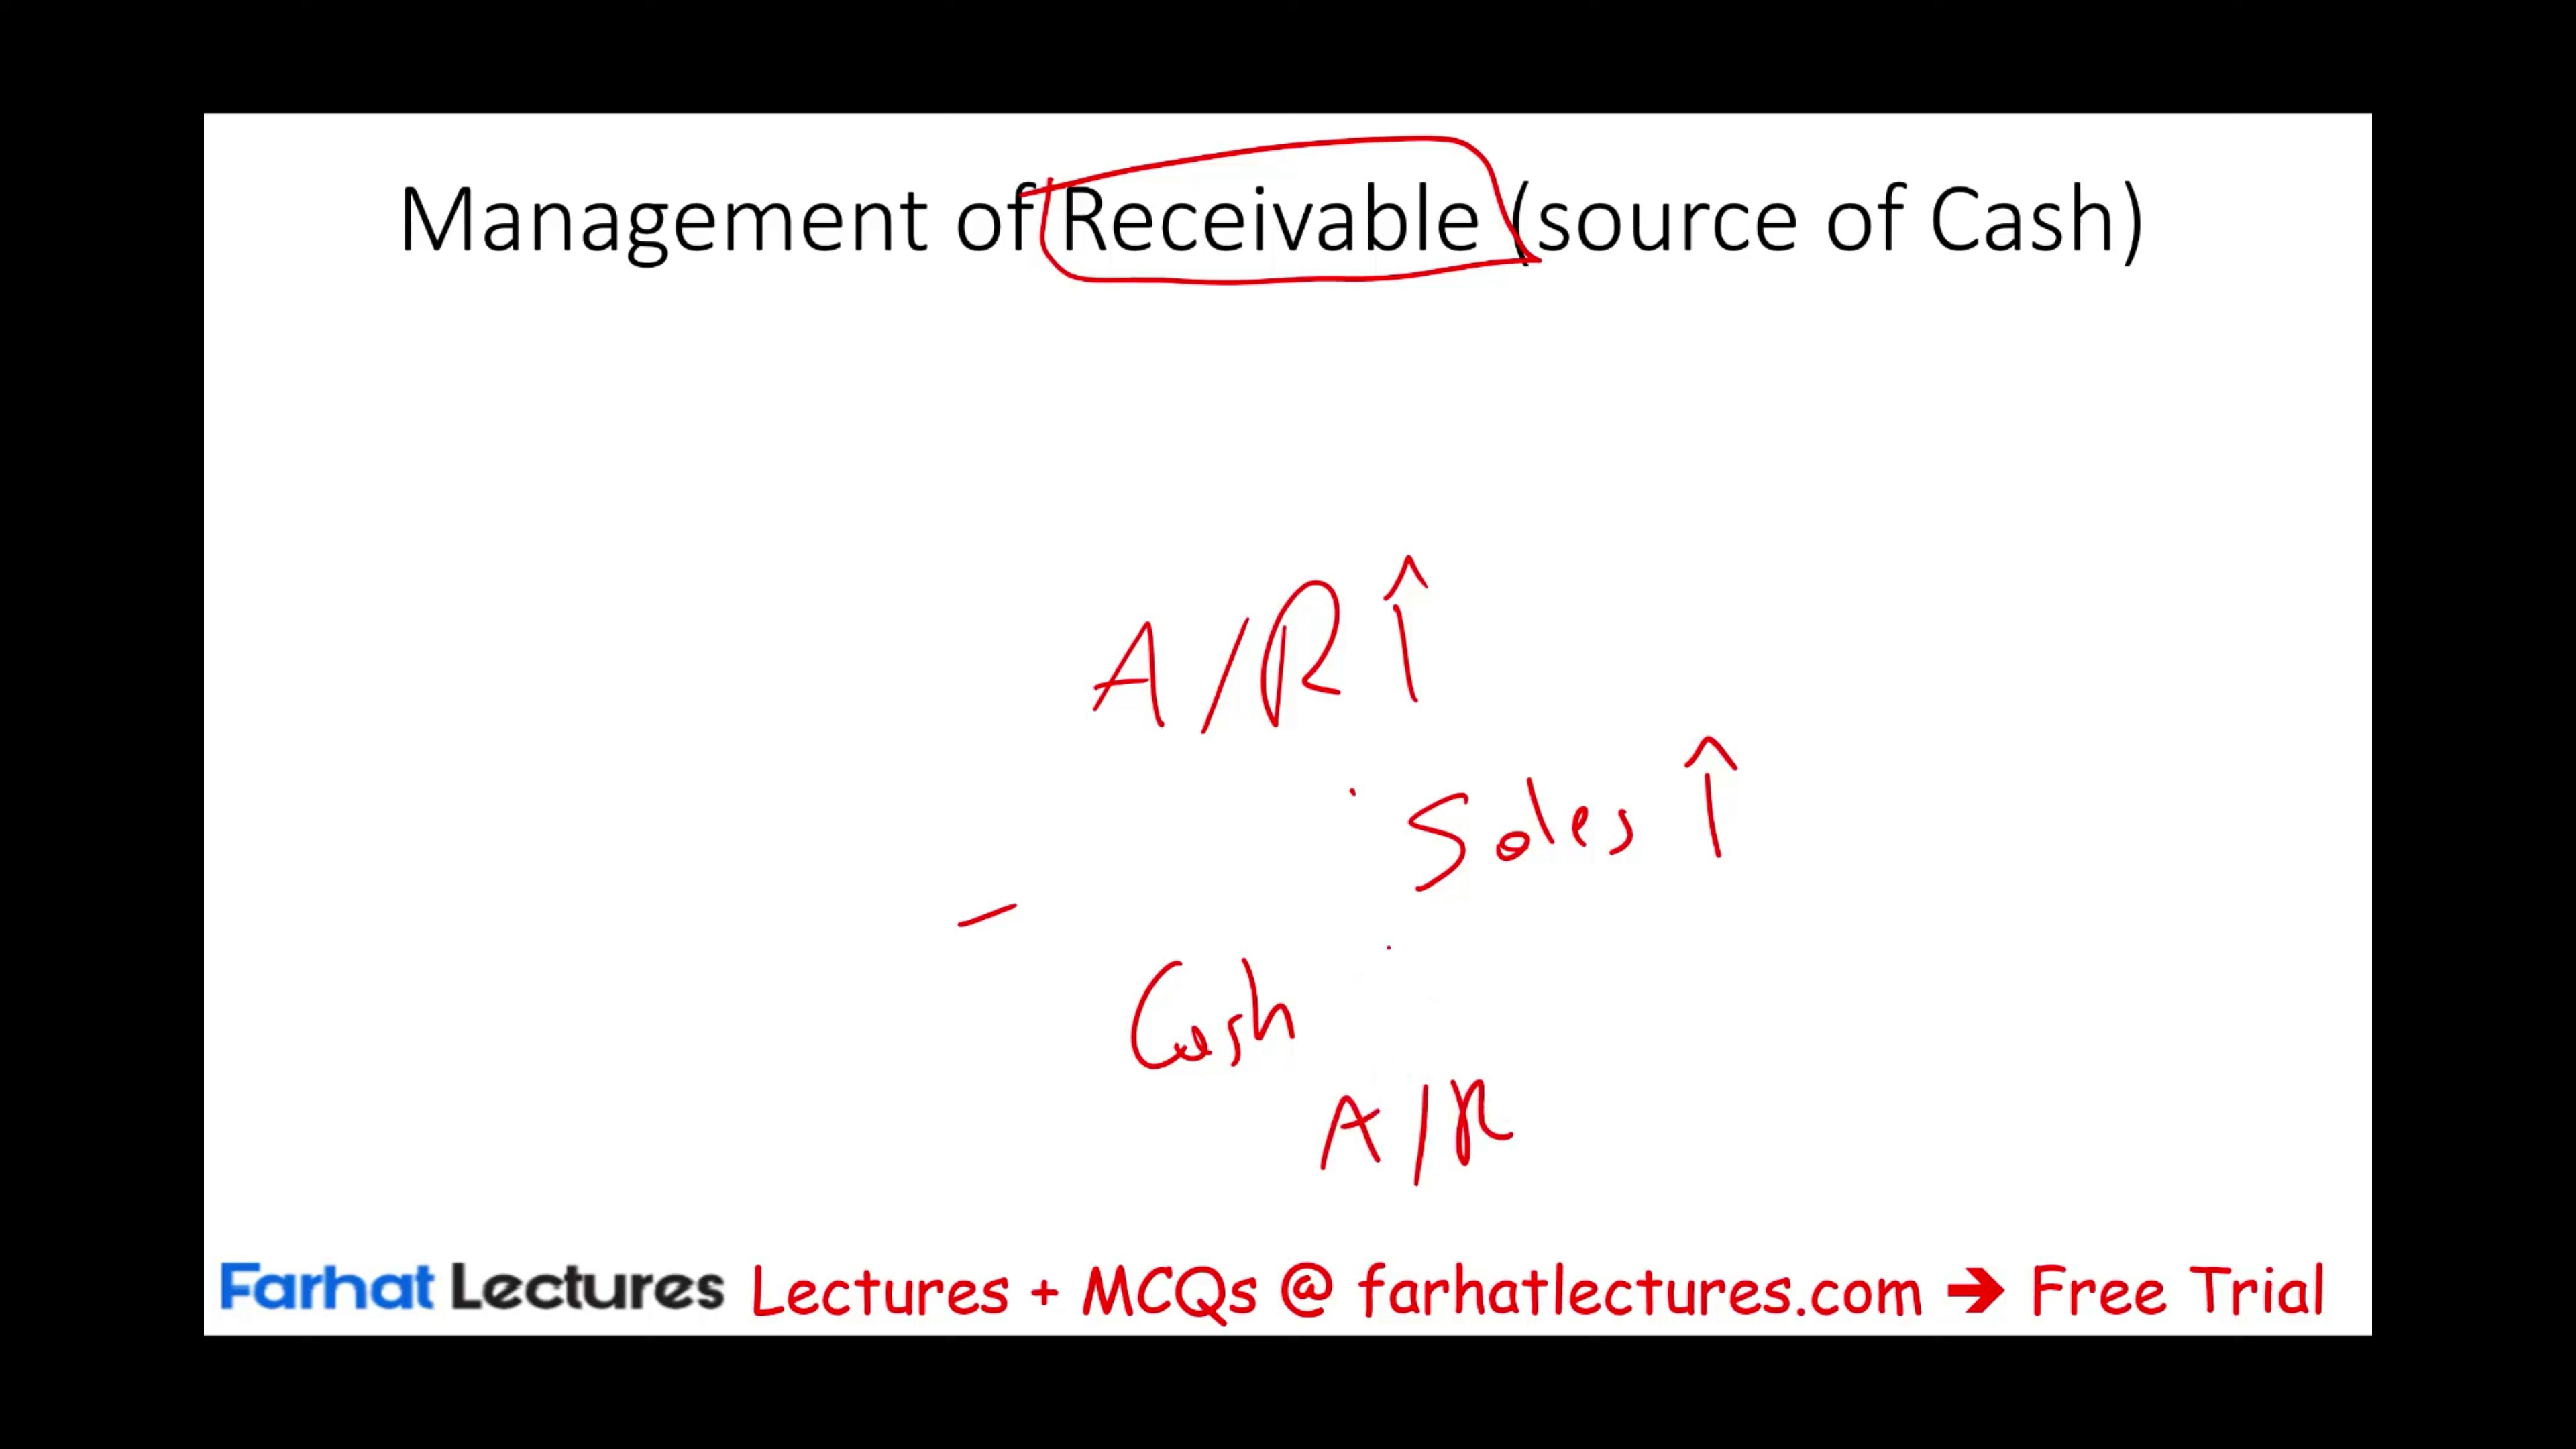 Management of Receivable (source of Cash)
A/R ↑
Sales ↑
Cash
A/R
Farhat Lectures Lectures + MCQs @ farhatlectures.com → Free Trial